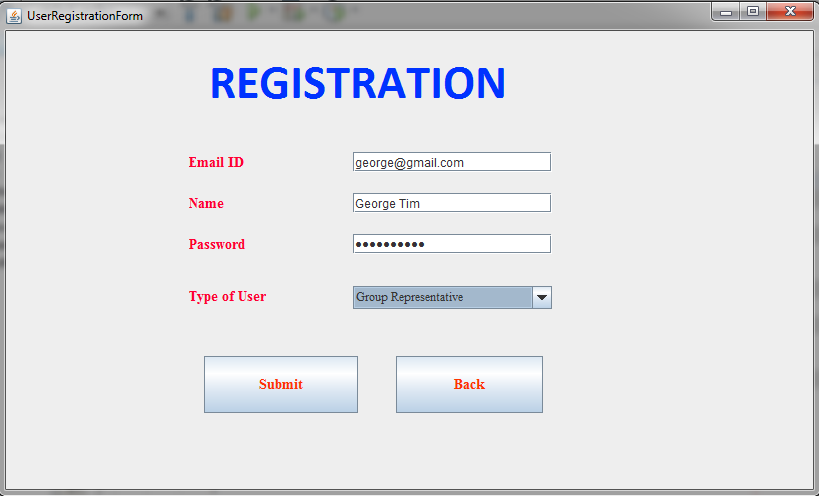 UserRegistrationForm
REGISTRATION
Email ID george@gmail.com
Name George Tim
Password ••••••••••
Type of User Group Representative
Submit Back